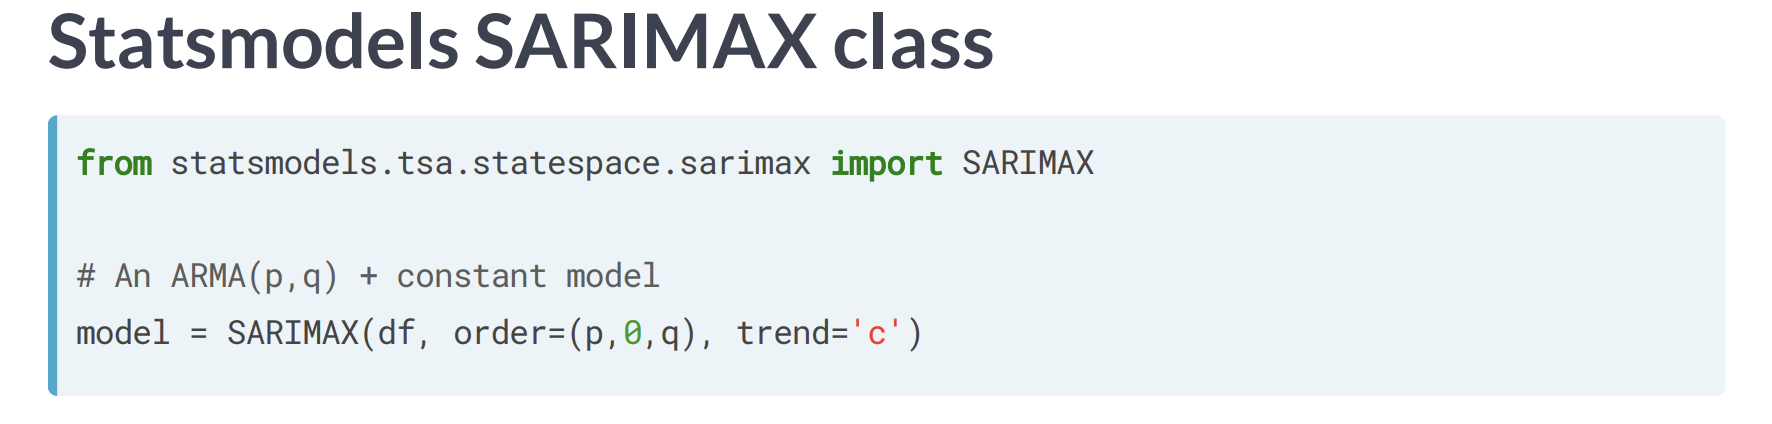 Statsmodels SARIMAX class
from statsmodels.tsa.statespace.sarimax import SARIMAX
# An ARMA(p,q) + constant model
model = SARIMAX(df, order=(p,0,q), trend='c')